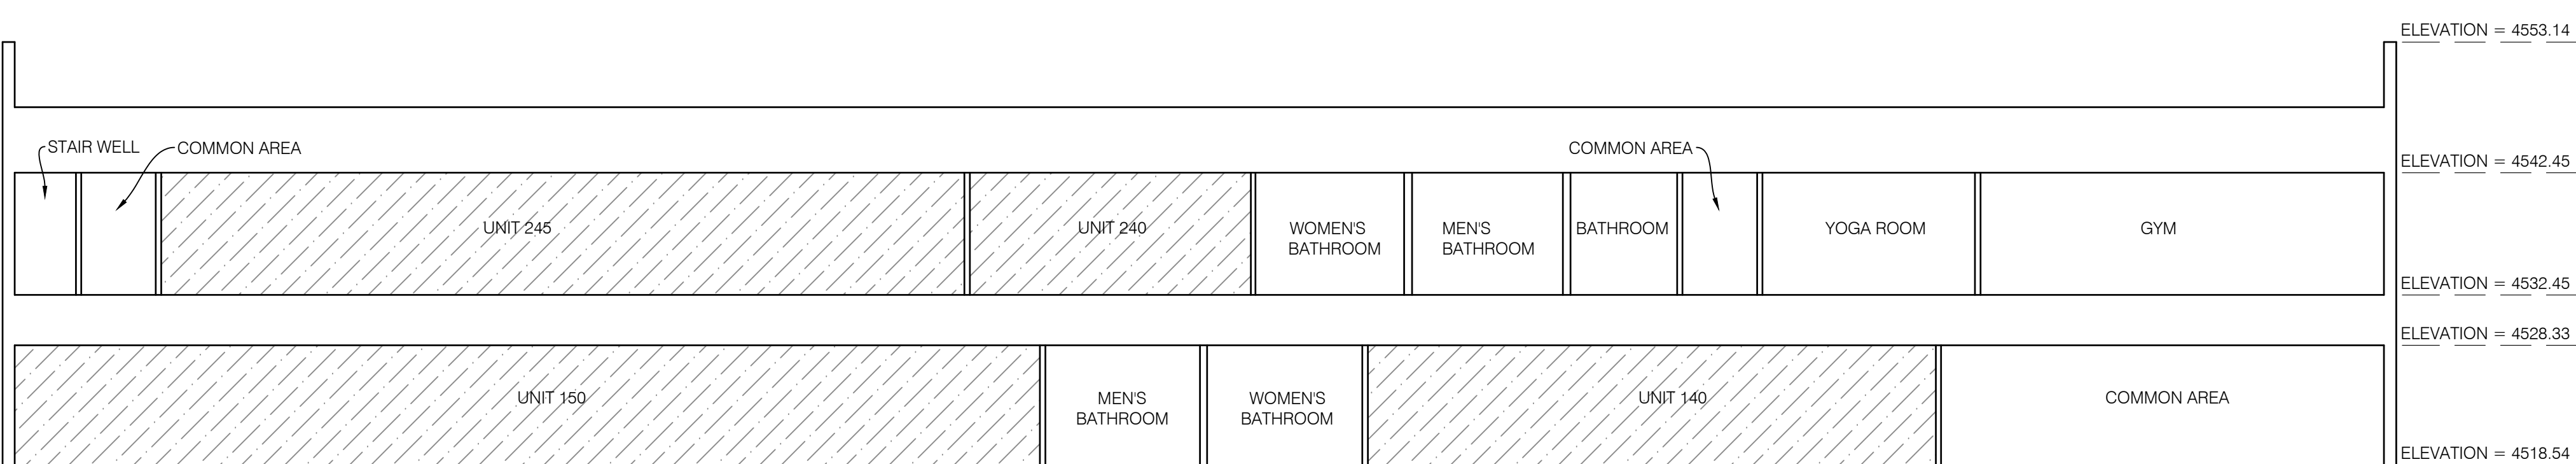 ELEVATION = 4553.14
STAIR WELL
COMMON AREA
COMMON AREA
ELEVATION = 4542.45
UNIT 245
UNIT 240
WOMEN'S
BATHROOM
MEN'S
BATHROOM
BATHROOM
YOGA ROOM
GYM
ELEVATION = 4532.45
ELEVATION = 4528.33
UNIT 150
MEN'S
BATHROOM
WOMEN'S
BATHROOM
UNIT 140
COMMON AREA
ELEVATION = 4518.54